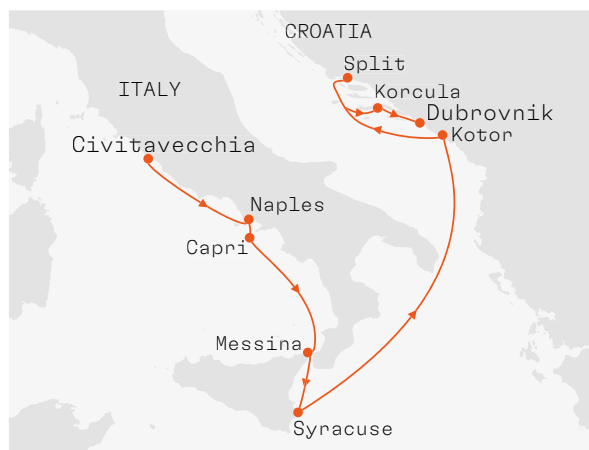 CROATIA
Split
ITALY
Korcula
Dubrovnik
Kotor
Civitavecchia
Naples
Capri
Messina
Syracuse